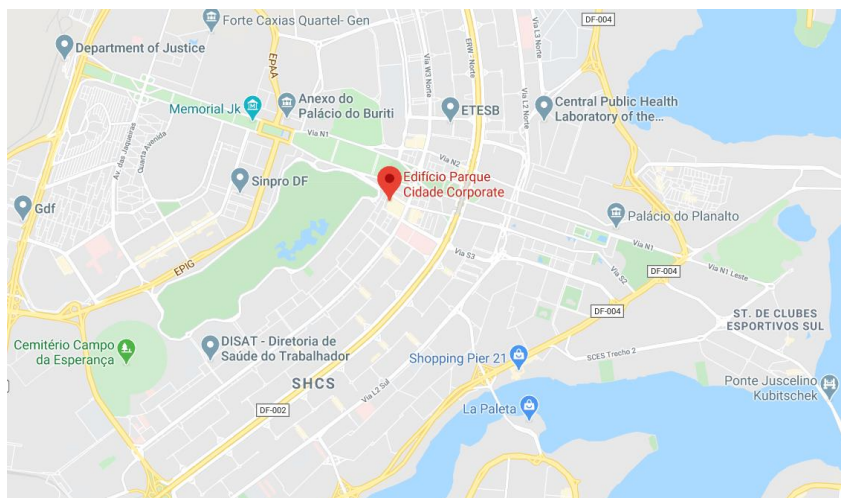 Forte Caxias Quartel- Gen
DF-004
Department of Justice
EPAA
Via W3 Norte
ERW - Norte
Via L3 Norte
Via L2 Norte
Memorial Jk
Anexo do
Palácio do Buriti
ETESB
Central Public Health
Laboratory of the...
Av. das Jaqueiras
Quarta Avenida
Via N1
Via N2
Sinpro DF
Edifício Parque
Cidade Corporate
Gdf
Palácio do Planalto
Via N1
EPIG
Via S3
Via S2
DF-004
Via N1 Leste
DF-004
ST. DE CLUBES
ESPORTIVOS SUL
Cemitério Campo
da Esperança
DISAT - Diretoria de
Saúde do Trabalhador
Shopping Pier 21
SCES Trecho 2
SHCS
Via L2 Sul
DF-002
La Paleta
Ponte Juscelino
Kubitschek